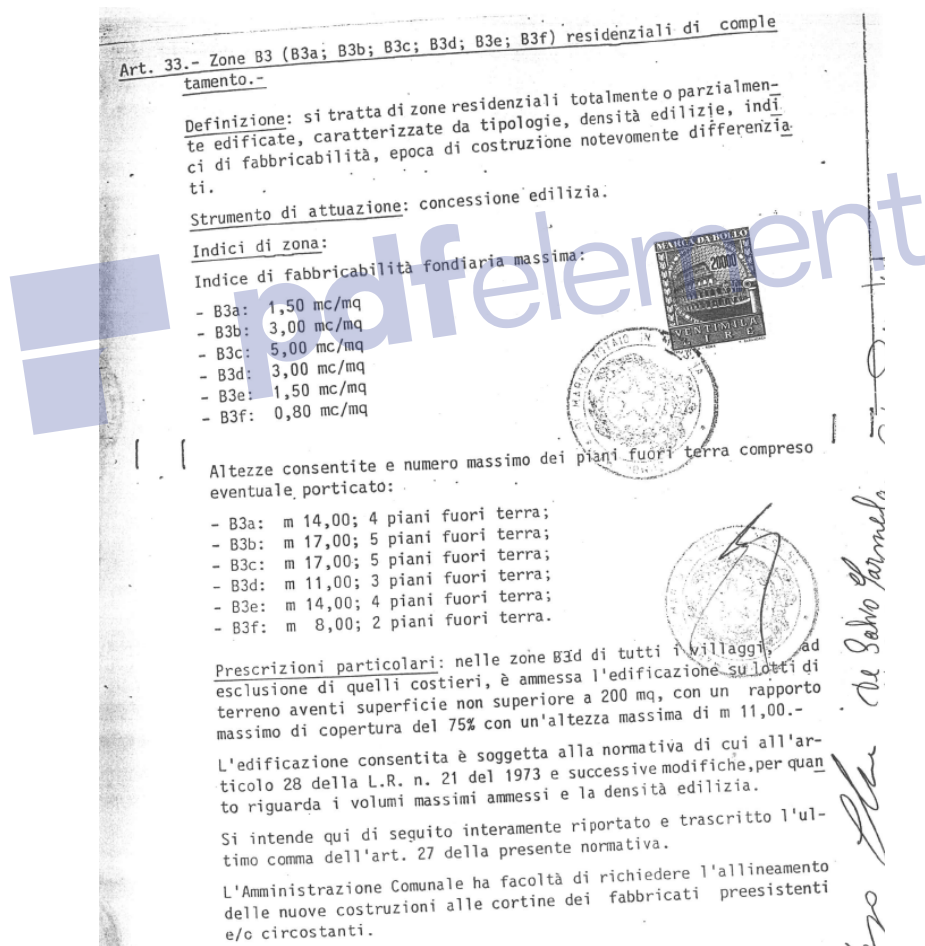 Art. 33.- Zone B3 (B3a; B3b; B3c; B3d; B3e; B3f) residenziali di comple
tamento.-
Definizione: si tratta di zone residenziali totalmente o parzialmen-
te edificate, caratterizzate da tipologie, densità edilizie, indi
ci di fabbricabilità, epoca di costruzione notevomente differenzia
ti.
Strumento di attuazione: concessione edilizia.
Indici di zona:
Indice di fabbricabilità fondiaria massima:
- B3a: 1,50 mc/mq
- B3b: 3,00 mc/mq
- B3c: 5,00 mc/mq
- B3d: 3,00 mc/mq
- B3e: 1,50 mc/mq
- B3f: 0,80 mc/mq
pdfelement
MARCA DA BOLLO
20000
VENTIMILA
LIRE
NOTAIO IN
Altezze consentite e numero massimo dei piani fuori terra compreso
eventuale porticato:
- B3a: m 14,00; 4 piani fuori terra;
- B3b: m 17,00; 5 piani fuori terra;
- B3c: m 17,00; 5 piani fuori terra;
- B3d: m 11,00; 3 piani fuori terra;
- B3e: m 14,00; 4 piani fuori terra;
- B3f: m 8,00; 2 piani fuori terra.
Prescrizioni particolari: nelle zone B3d di tutti i villaggi, ad
esclusione di quelli costieri, è ammessa l'edificazione su lotti di
terreno aventi superficie non superiore a 200 mq, con un rapporto
massimo di copertura del 75% con un'altezza massima di m 11,00.-
L'edificazione consentita è soggetta alla normativa di cui all'ar-
ticolo 28 della L.R. n. 21 del 1973 e successive modifiche,per quan
to riguarda i volumi massimi ammessi e la densità edilizia.
Si intende qui di seguito interamente riportato e trascritto l'ul-
timo comma dell'art. 27 della presente normativa.
L'Amministrazione Comunale ha facoltà di richiedere l'allineamento
delle nuove costruzioni alle cortine dei fabbricati preesistenti
e/o circostanti.
De Salvo